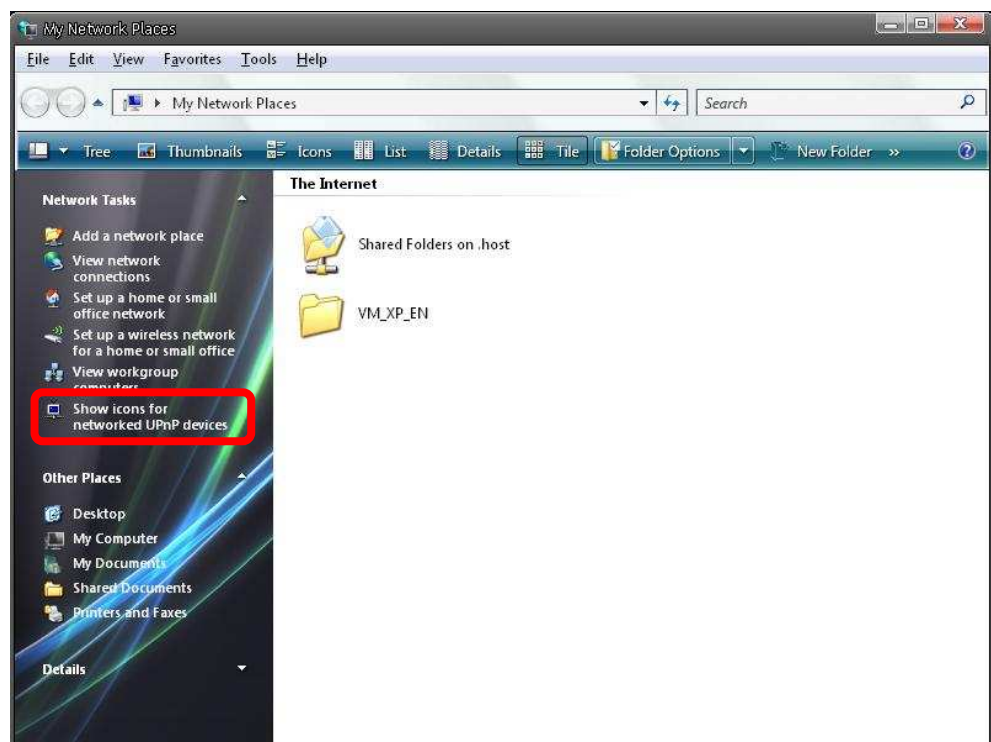 My Network Places
File Edit View Favorites Tools Help
My Network Places Search
Tree Thumbnails Icons List Details Tile Folder Options New Folder »
The Internet
Network Tasks
Add a network place
View network
connections
Set up a home or small
office network
Set up a wireless network
for a home or small office
View workgroup
computers
Show icons for
networked UPnP devices
Other Places
Desktop
My Computer
My Documents
Shared Documents
Printers and Faxes
Details
Shared Folders on .host
VM_XP_EN